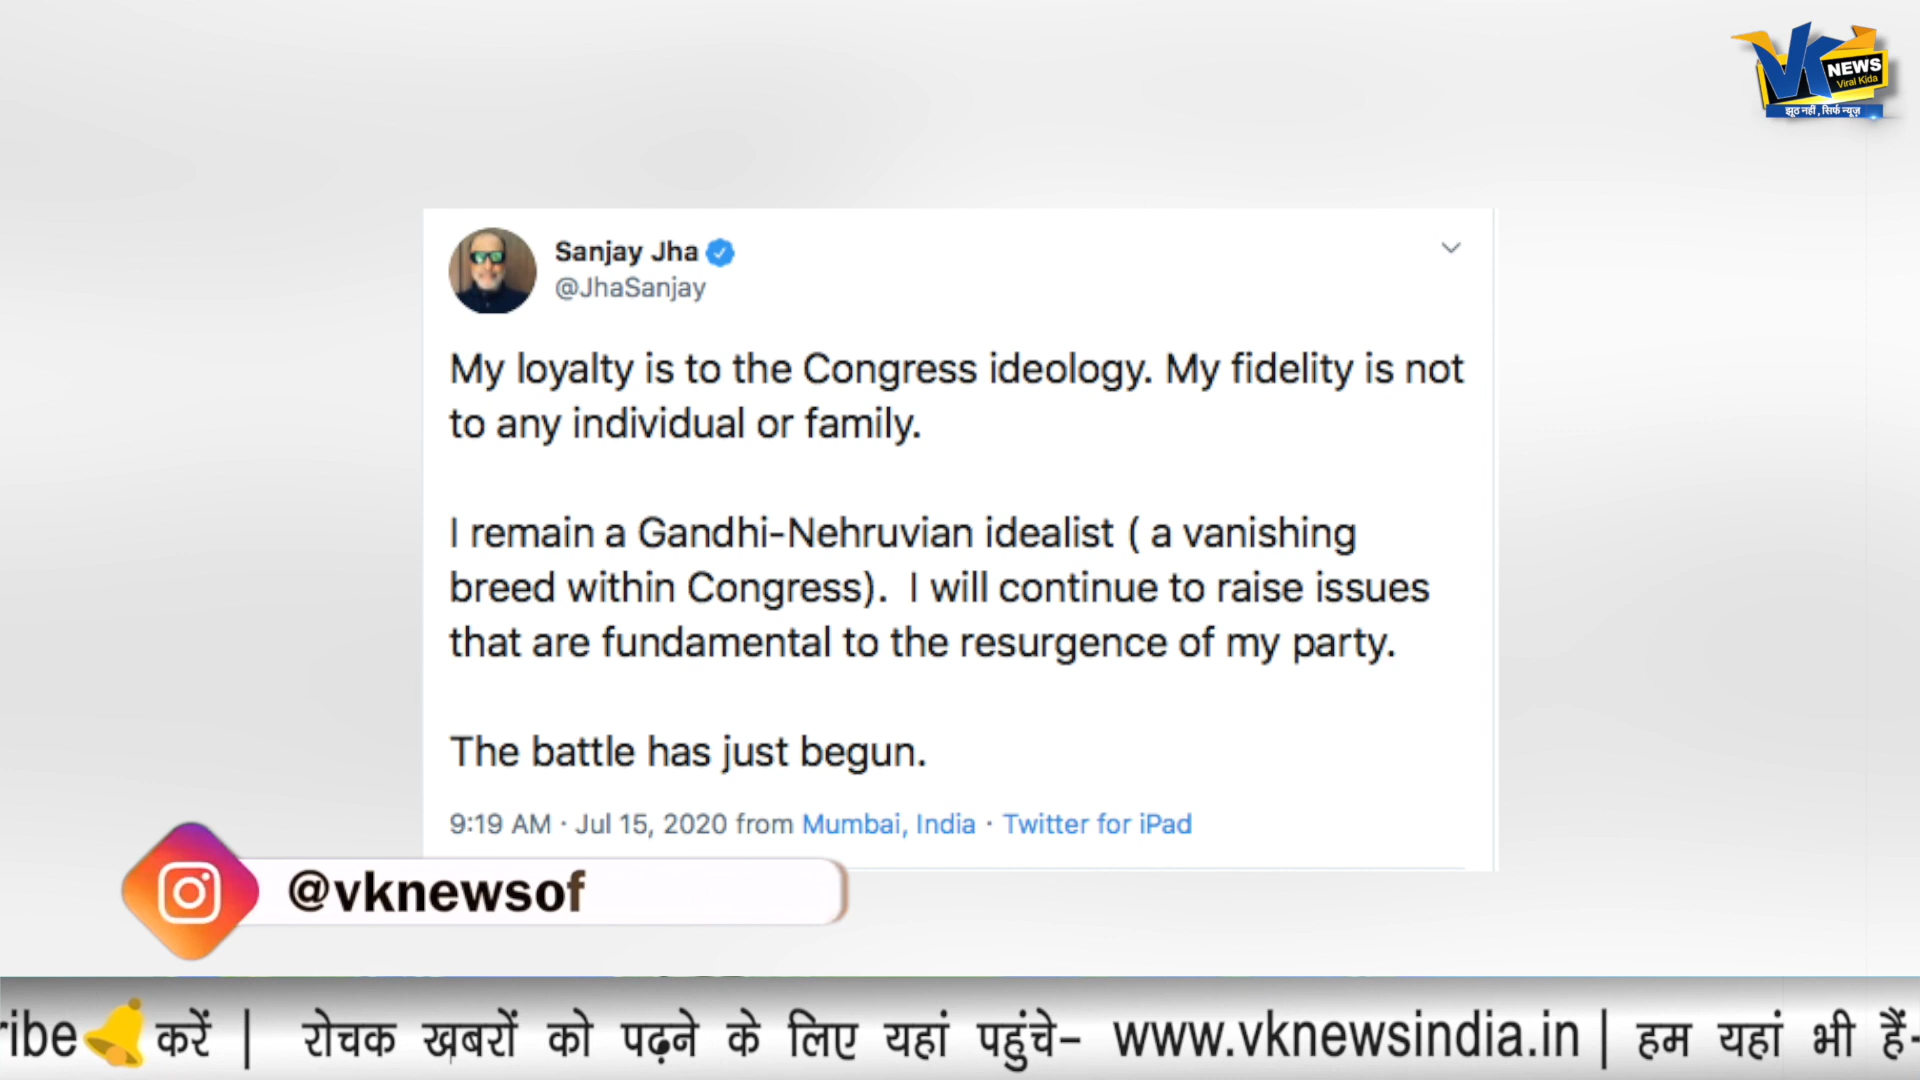 VK NEWS
Viral Kida
झूठ नहीं, सिर्फ न्यूज़
Sanjay Jha
@JhaSanjay
My loyalty is to the Congress ideology. My fidelity is not
to any individual or family.
I remain a Gandhi-Nehruvian idealist ( a vanishing
breed within Congress).  I will continue to raise issues
that are fundamental to the resurgence of my party.
The battle has just begun.
9:19 AM · Jul 15, 2020 from Mumbai, India · Twitter for iPad
@vknewsof
ribe करें | रोचक ख़बरों को पढ़ने के लिए यहां पहुंचे- www.vknewsindia.in | हम यहां भी हैं-